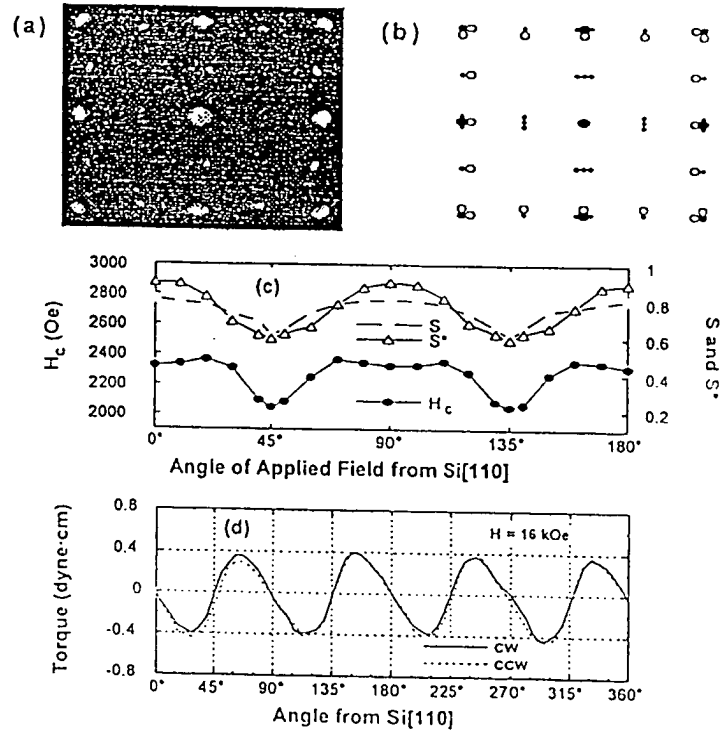 (a)
(b)
3000
2800
2600
2400
2200
2000
H_c (Oe)
(c)
S
S*
H_c
1
0.8
0.6
0.4
0.2
S and S*
0° 45° 90° 135° 180°
Angle of Applied Field from Si[110]
0.8
0.4
0
-0.4
-0.8
Torque (dyne·cm)
(d)
H = 16 kOe
CW
CCW
0° 45° 90° 135° 180° 225° 270° 315° 360°
Angle from Si[110]